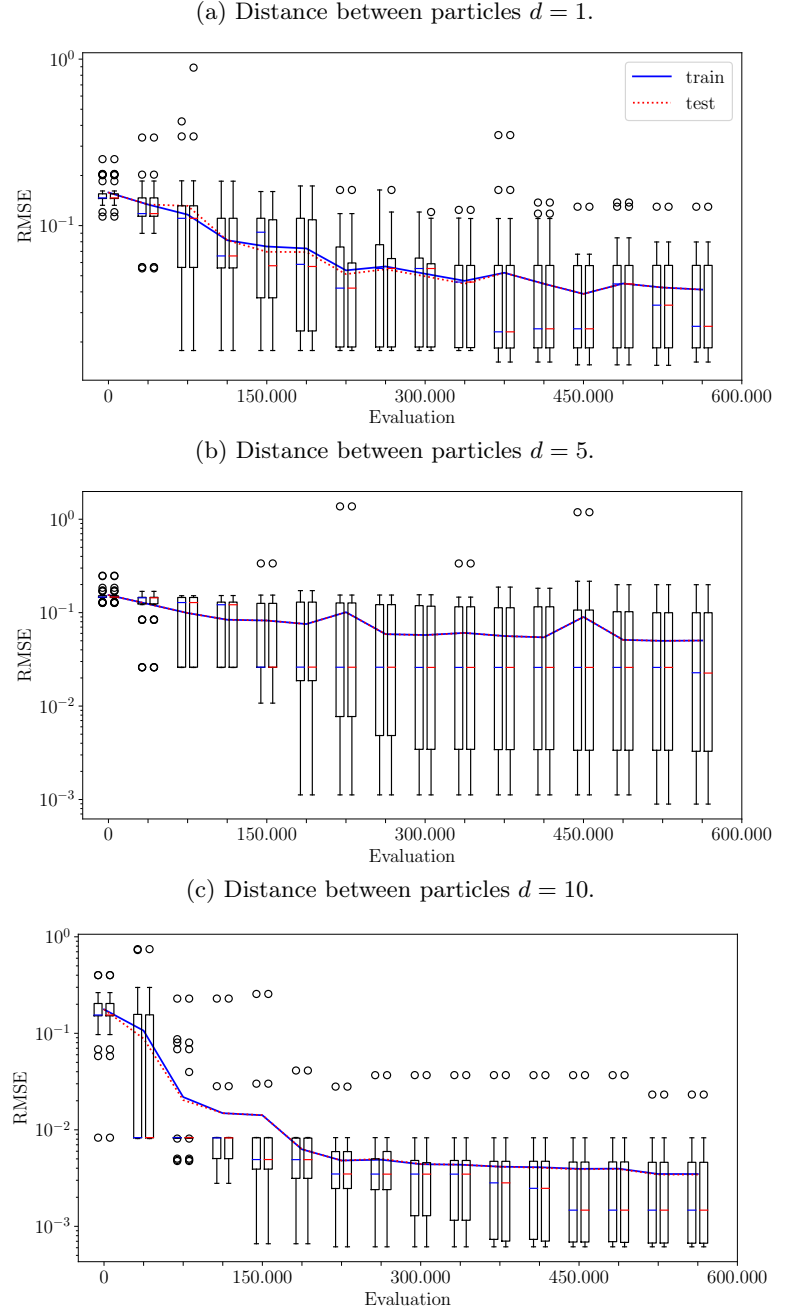 (a) Distance between particles d = 1.
10^0
10^{-1}
RMSE
train
test
0 150.000 300.000 450.000 600.000
Evaluation
(b) Distance between particles d = 5.
10^0
10^{-1}
10^{-2}
10^{-3}
RMSE
0 150.000 300.000 450.000 600.000
Evaluation
(c) Distance between particles d = 10.
10^0
10^{-1}
10^{-2}
10^{-3}
RMSE
0 150.000 300.000 450.000 600.000
Evaluation